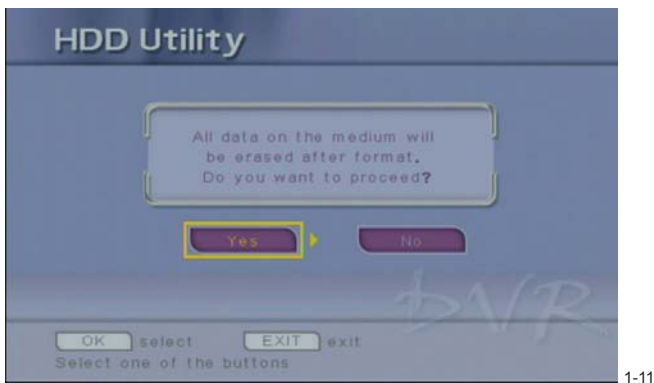 HDD Utility
All data on the medium will
be erased after format.
Do you want to proceed?
Yes No
DVR
OK select EXIT exit
Select one of the buttons
1-11